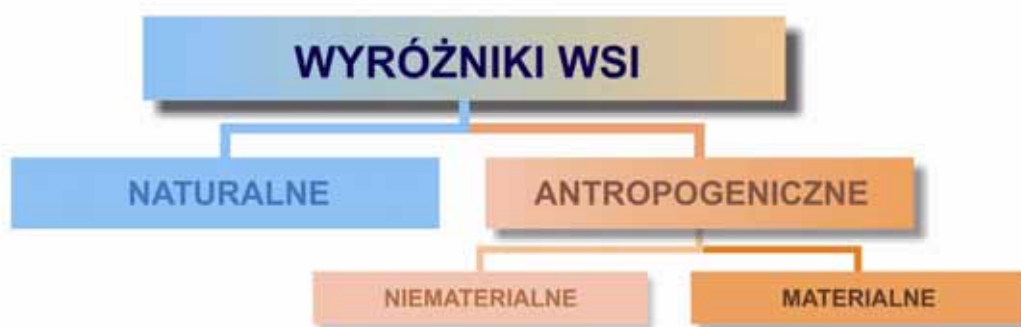 WYRÓŻNIKI WSI
NATURALNE
ANTROPOGENICZNE
NIEMATERIALNE
MATERIALNE